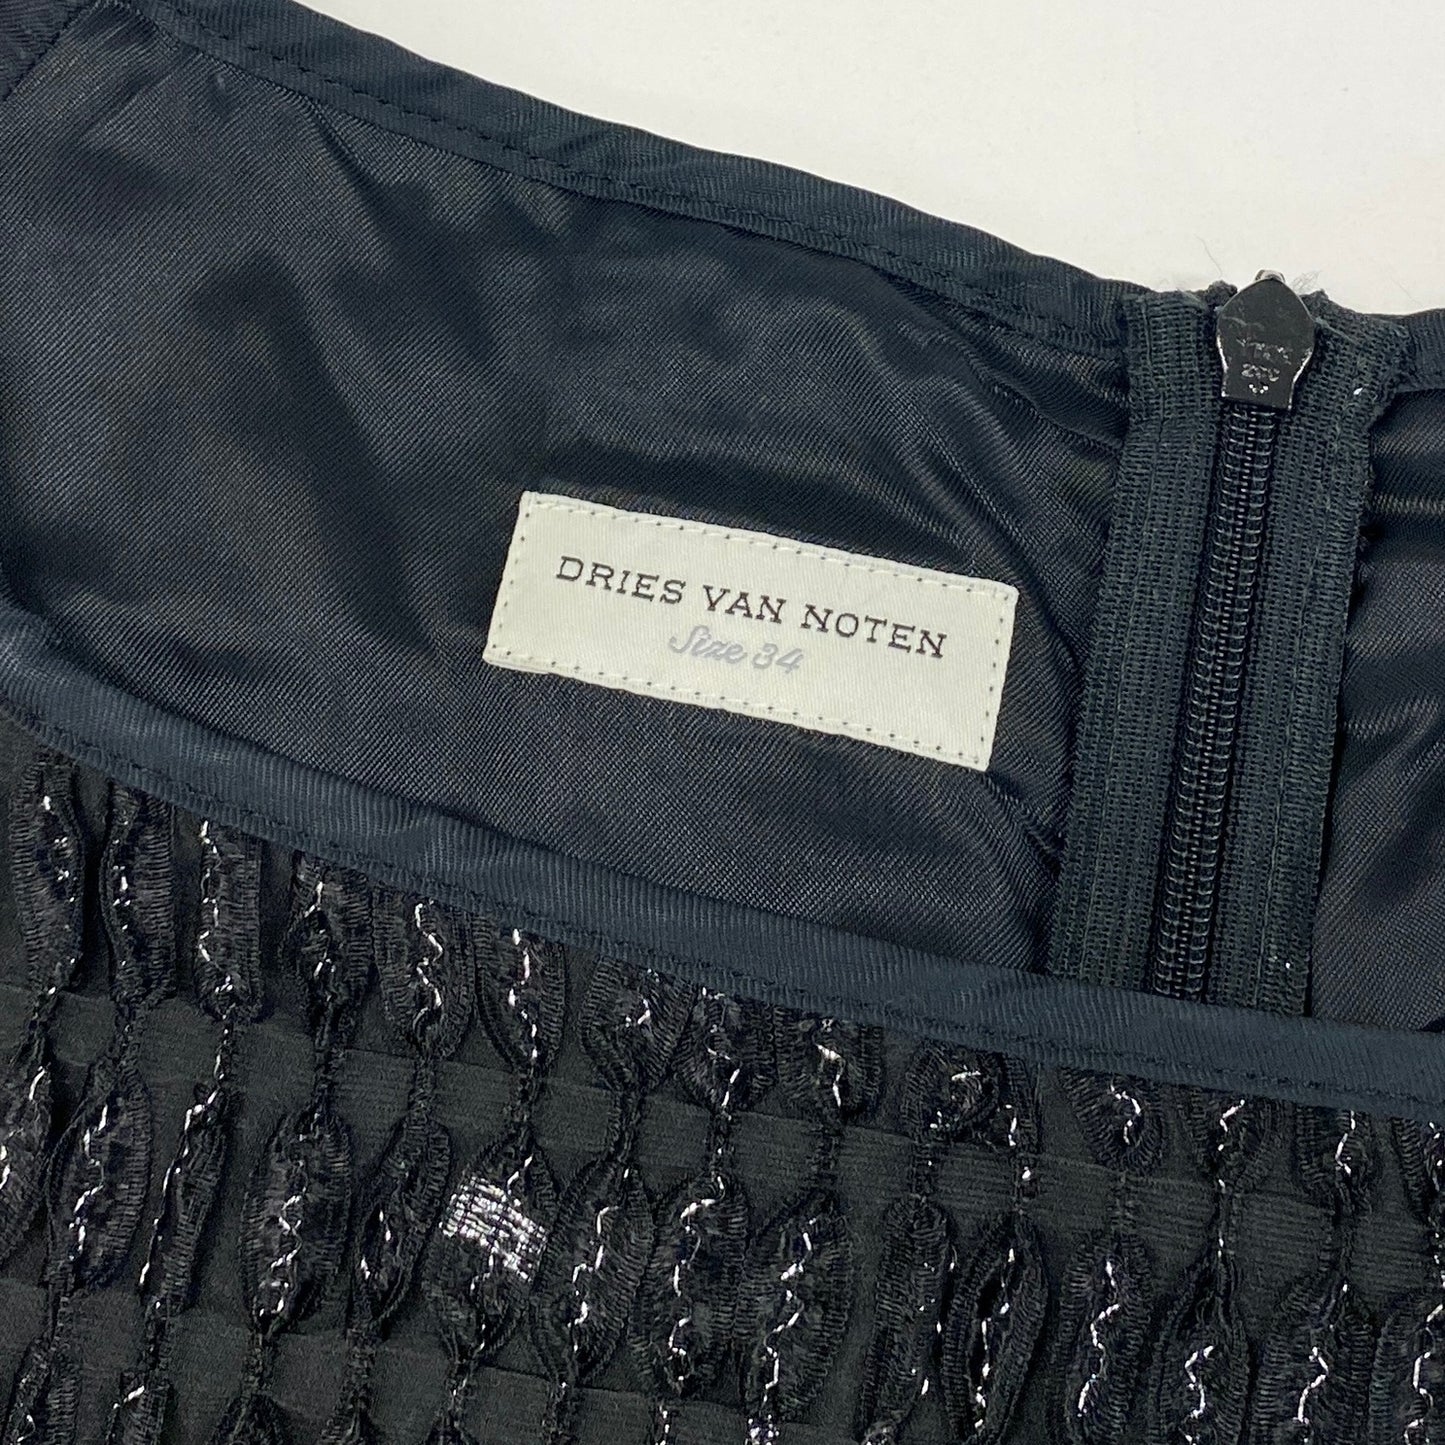 DRIES VAN NOTEN
Size 34